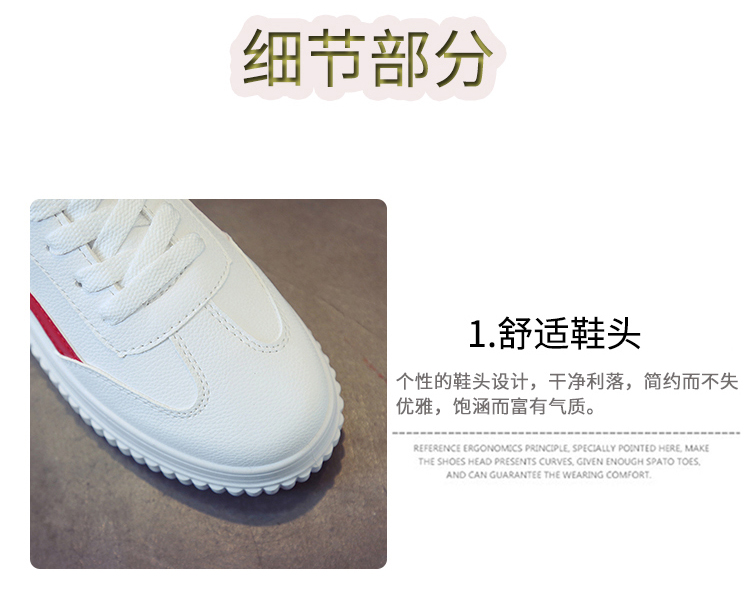 细节部分
1.舒适鞋头
个性的鞋头设计，干净利落，简约而不失
优雅，饱涵而富有气质。
REFERENCE ERGONOMICS PRINCIPLE, SPECIALLY POINTED HERE, MAKE
THE SHOES HEAD PRESENTS CURVES, GIVEN ENOUGH SPATO TOES,
AND CAN GUARANTEE THE WEARING COMFORT.